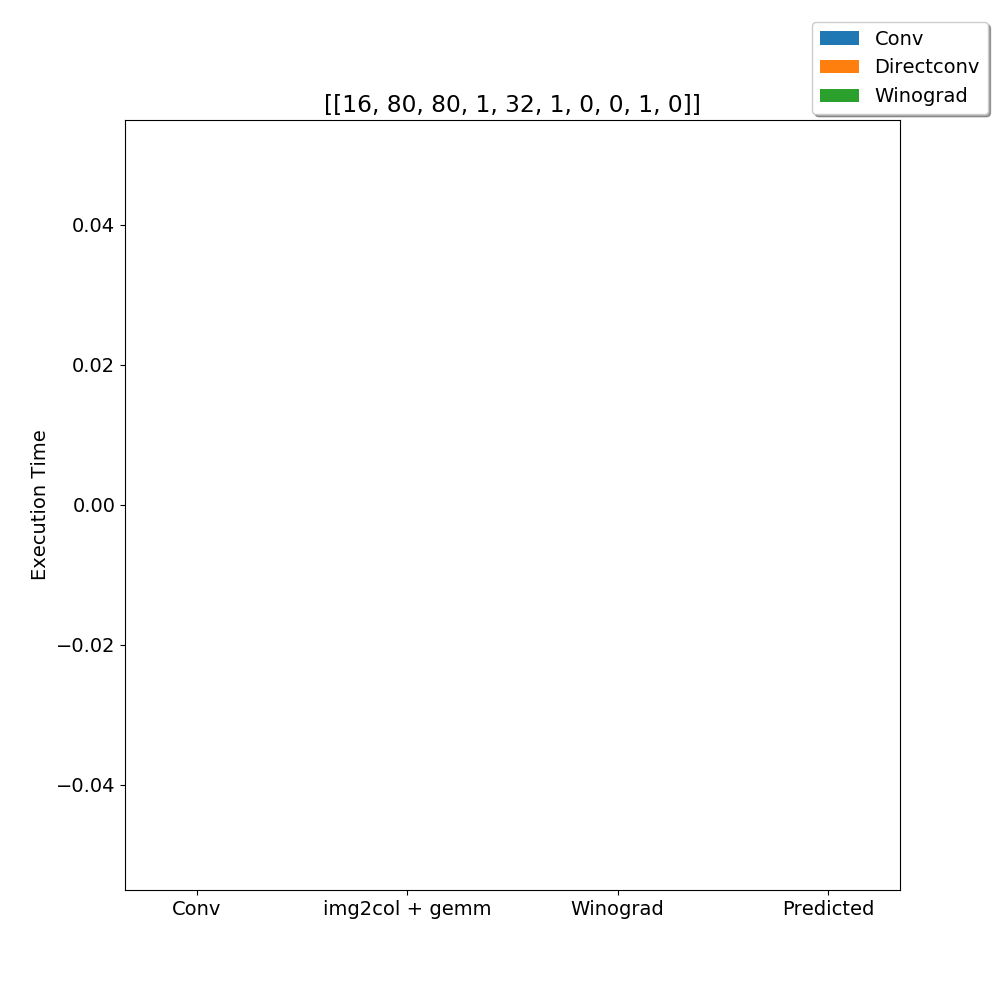 Conv
Directconv
Winograd
[[16, 80, 80, 1, 32, 1, 0, 0, 1, 0]]
0.04
0.02
0.00
−0.02
−0.04
Execution Time
Conv
img2col + gemm
Winograd
Predicted